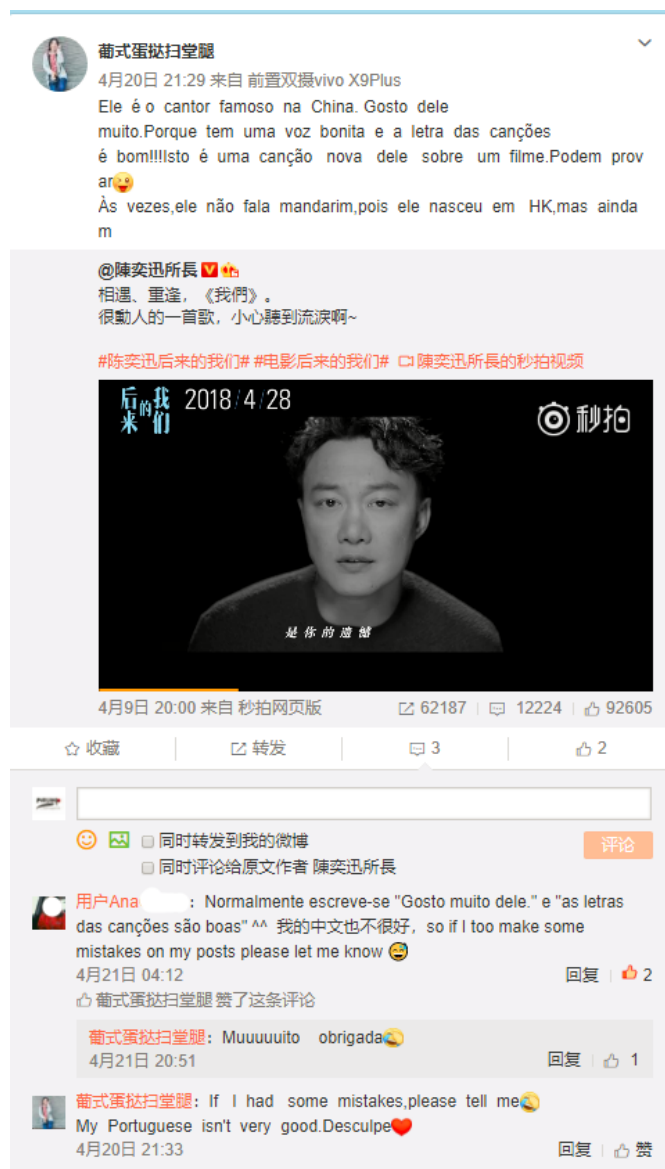 葡式蛋挞扫堂腿
4月20日 21:29 来自 前置双摄vivo X9Plus
Ele é o cantor famoso na China. Gosto dele
muito.Porque tem uma voz bonita e a letra das canções
é bom!!!Isto é uma canção nova dele sobre um filme.Podem prov
ar😜
Às vezes,ele não fala mandarim,pois ele nasceu em HK,mas ainda
m
@陳奕迅所長
相遇、重逢，《我們》。
很動人的一首歌，小心聽到流淚啊~
#陈奕迅后来的我们# #电影后来的我们# 陳奕迅所長的秒拍视频
后来的我们 2018/4/28
秒拍
是你的遗憾
4月9日 20:00 来自 秒拍网页版 62187 12224 92605
收藏 转发 3 2
同时转发到我的微博 评论
同时评论给原文作者 陳奕迅所長
用户Ana ：Normalmente escreve-se "Gosto muito dele." e "as letras
das canções são boas" ^^ 我的中文也不很好，so if I too make some
mistakes on my posts please let me know 😅
4月21日 04:12 回复 2
葡式蛋挞扫堂腿 赞了这条评论
葡式蛋挞扫堂腿：Muuuuuito obrigada
4月21日 20:51 回复 1
葡式蛋挞扫堂腿：If I had some mistakes,please tell me
My Portuguese isn't very good.Desculpe❤️
4月20日 21:33 回复 赞